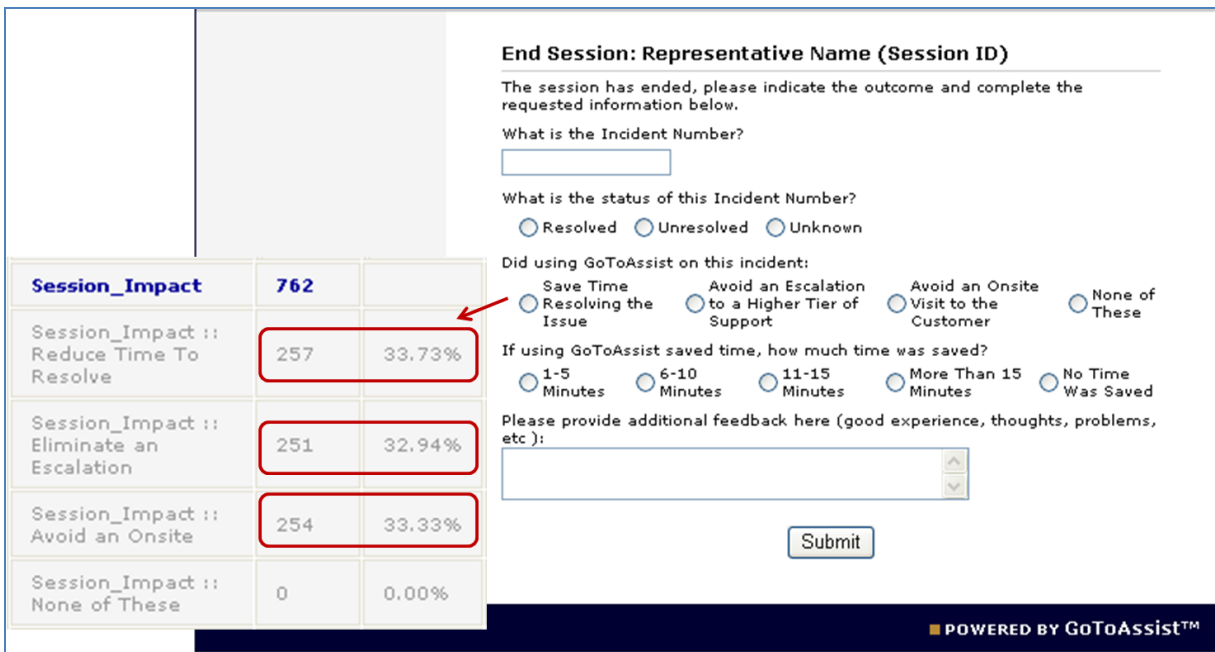 End Session: Representative Name (Session ID)
The session has ended, please indicate the outcome and complete the
requested information below.
What is the Incident Number?
What is the status of this Incident Number?
Resolved Unresolved Unknown
Did using GoToAssist on this incident:
Save Time
Resolving the
Issue
Avoid an Escalation
to a Higher Tier of
Support
Avoid an Onsite
Visit to the
Customer
None of
These
If using GoToAssist saved time, how much time was saved?
1-5
Minutes
6-10
Minutes
11-15
Minutes
More Than 15
Minutes
No Time
Was Saved
Please provide additional feedback here (good experience, thoughts, problems,
etc ):
Submit
Session_Impact 762
Session_Impact ::
Reduce Time To
Resolve
257 33.73%
Session_Impact ::
Eliminate an
Escalation
251 32.94%
Session_Impact ::
Avoid an Onsite
254 33.33%
Session_Impact ::
None of These
0 0.00%
POWERED BY GoToAssist™